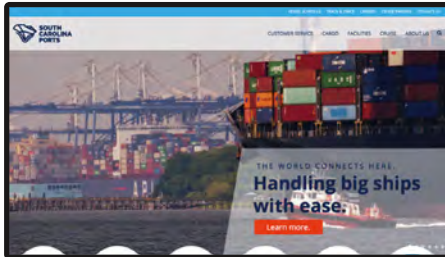 SOUTH
CAROLINA
PORTS
CUSTOMER SERVICE CARGO FACILITIES CRUISE ABOUT US
THE WORLD CONNECTS HERE
Handling big ships
with ease.
Learn more.